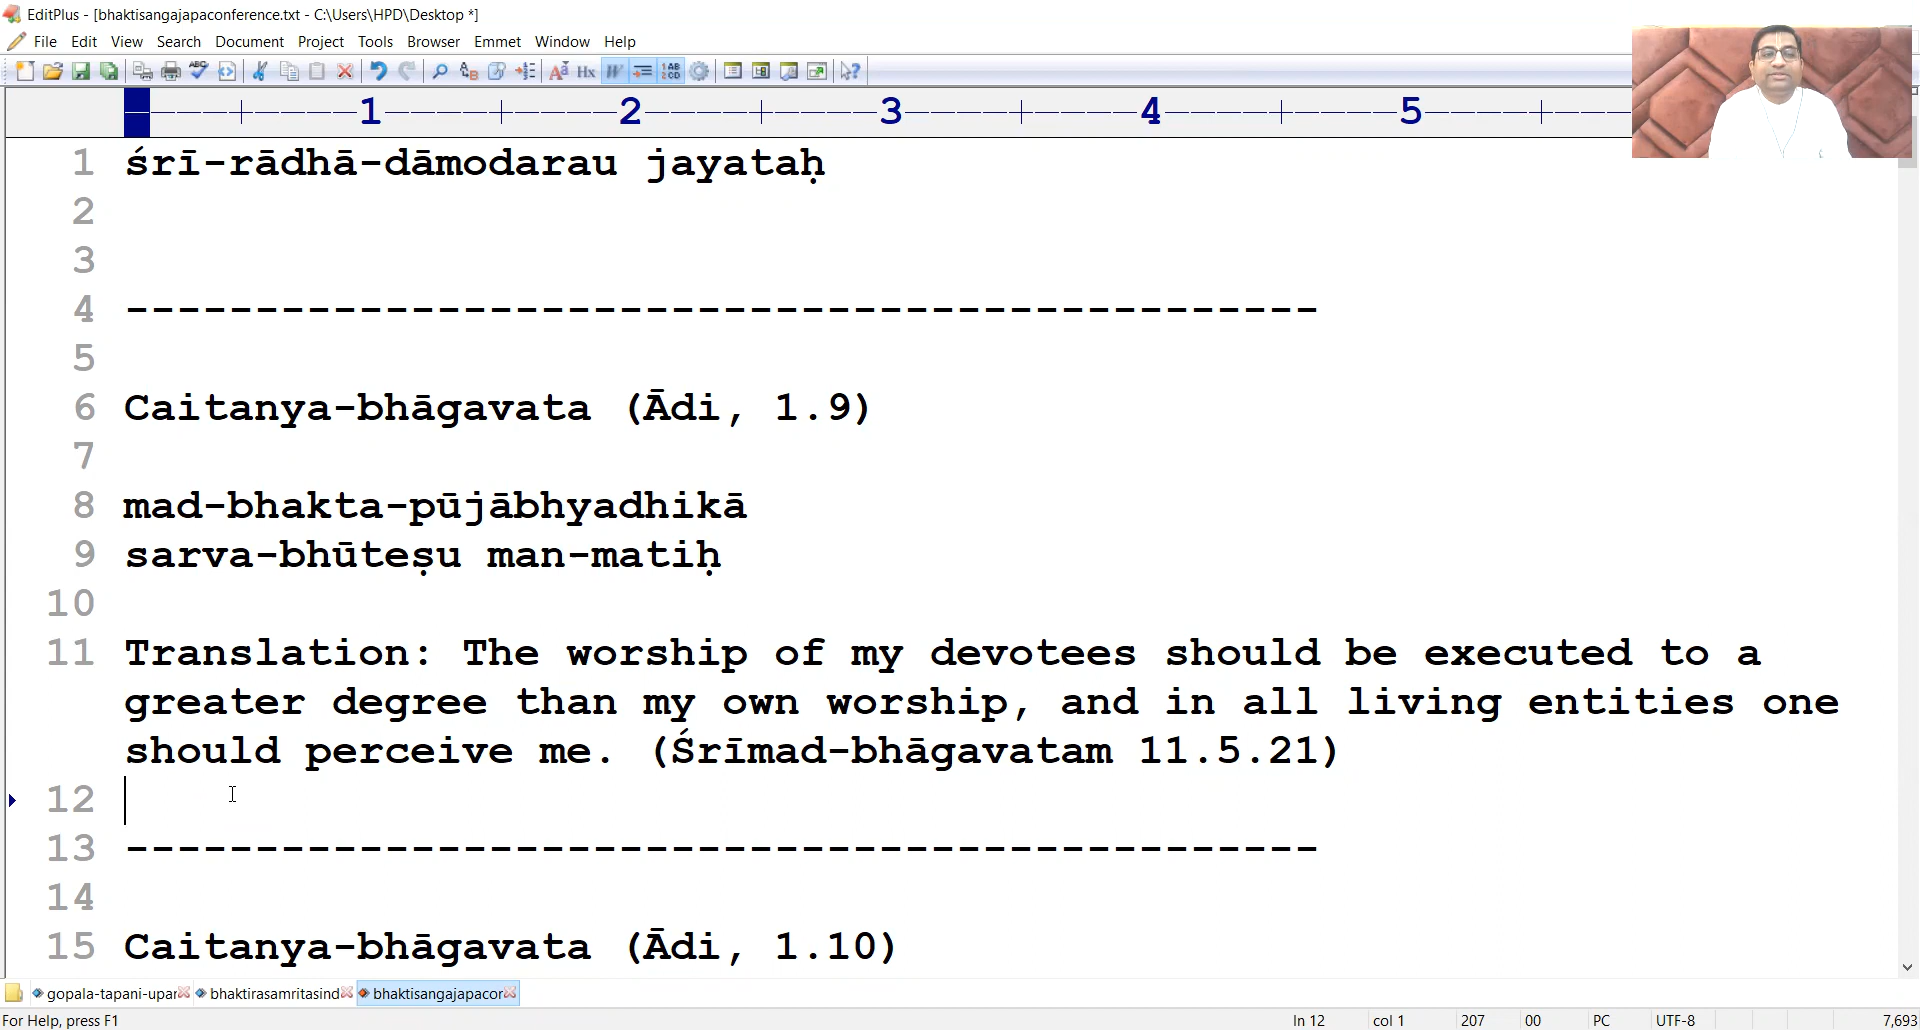 EditPlus - [bhaktisangajapaconference.txt - C:\Users\HPD\Desktop *]
File Edit View Search Document Project Tools Browser Emmet Window Help
1 2 3 4 5
1 śrī-rādhā-dāmodarau jayataḥ
2
3
4 ----------------------------------------------
5
6 Caitanya-bhāgavata (Ādi, 1.9)
7
8 mad-bhakta-pūjābhyadhikā
9 sarva-bhūteṣu man-matiḥ
10
11 Translation: The worship of my devotees should be executed to a
greater degree than my own worship, and in all living entities one
should perceive me. (Śrīmad-bhāgavatam 11.5.21)
12
13 ----------------------------------------------
14
15 Caitanya-bhāgavata (Ādi, 1.10)
gopala-tapani-upar bhaktirasamritasind bhaktisangajapacor
For Help, press F1 ln 12 col 1 207 00 PC UTF-8 7,693